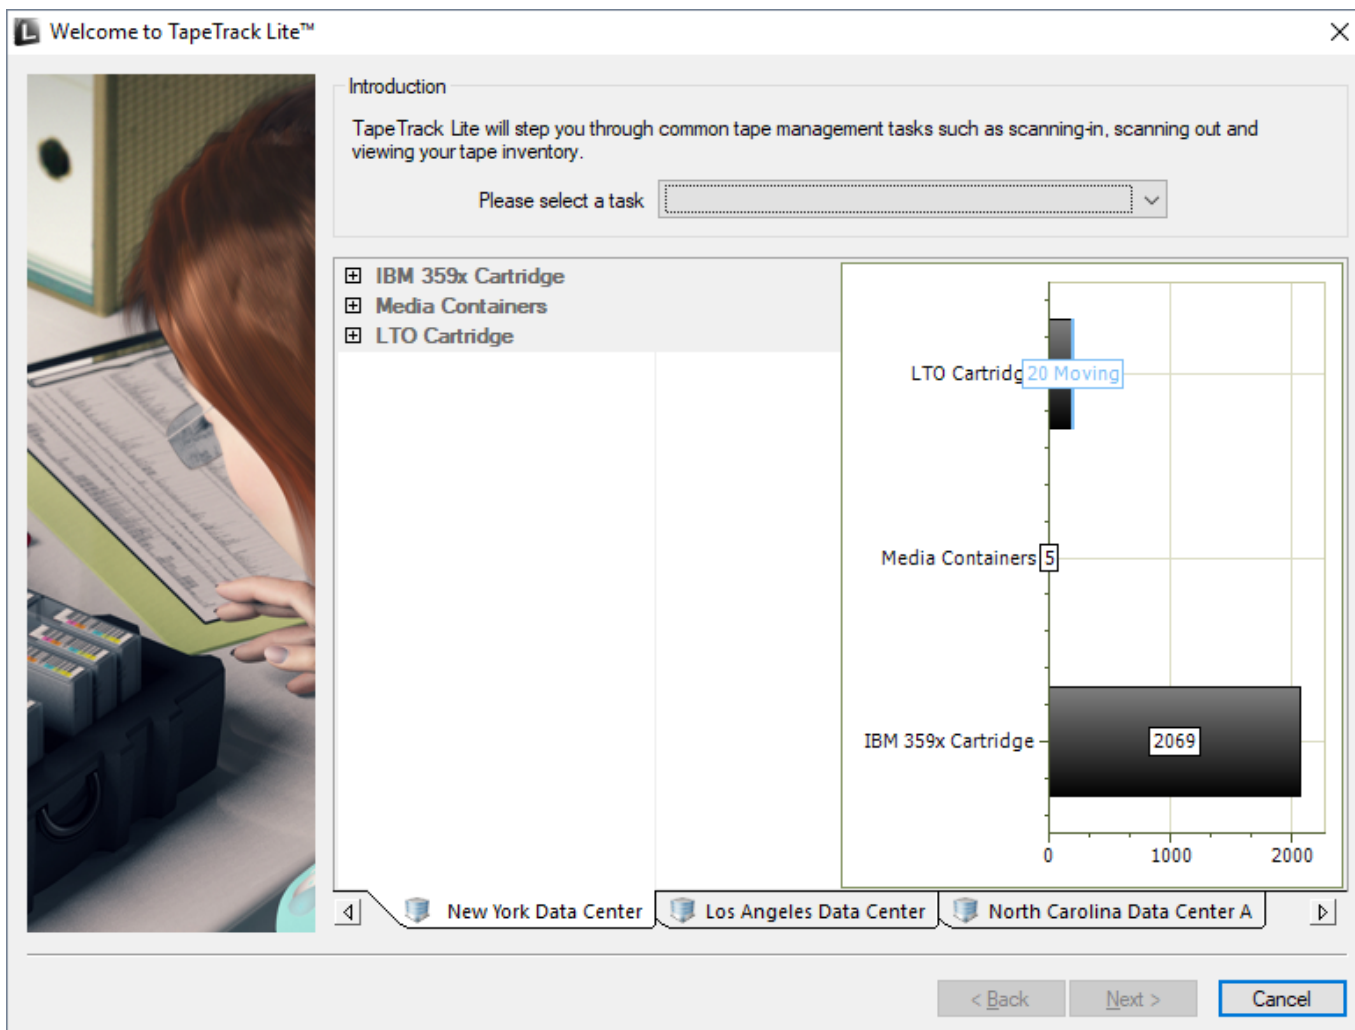 Welcome to TapeTrack Lite™
Introduction
TapeTrack Lite will step you through common tape management tasks such as scanning-in, scanning out and
viewing your tape inventory.
Please select a task
IBM 359x Cartridge
Media Containers
LTO Cartridge
LTO Cartridg
20 Moving
Media Containers
5
IBM 359x Cartridge
2069
0 1000 2000
New York Data Center
Los Angeles Data Center
North Carolina Data Center A
< Back
Next >
Cancel